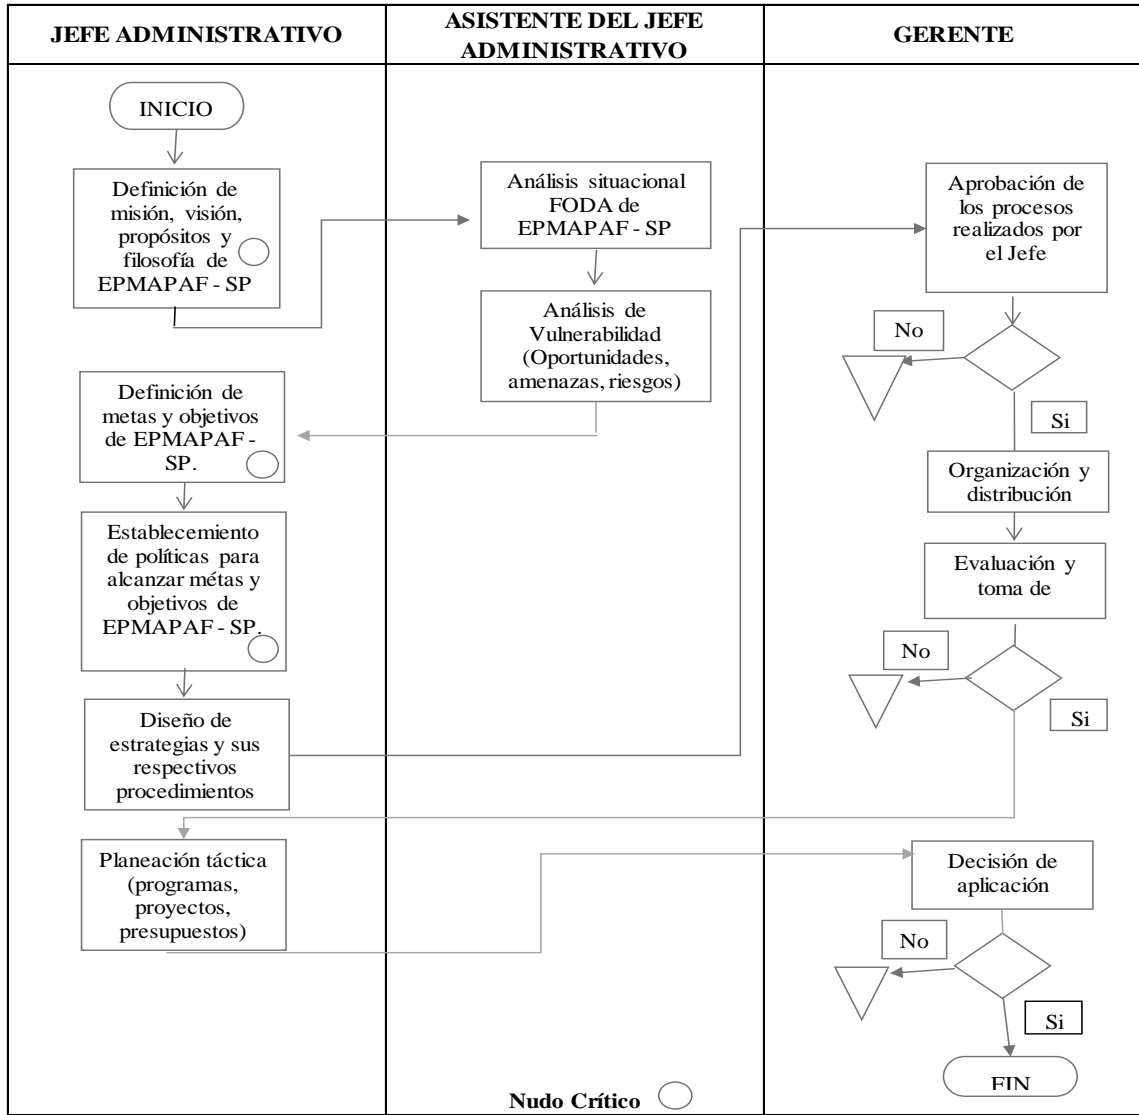 JEFE ADMINISTRATIVO
ASISTENTE DEL JEFE
ADMINISTRATIVO
GERENTE
INICIO
Definición de
misión, visión,
propósitos y
filosofía de
EPMAPAF - SP
Análisis situacional
FODA de
EPMAPAF - SP
Análisis de
Vulnerabilidad
(Oportunidades,
amenazas, riesgos)
Definición de
metas y objetivos
de EPMAPAF -
SP.
Establecemiento
de políticas para
alcanzar métas y
objetivos de
EPMAPAF - SP.
Diseño de
estrategias y sus
respectivos
procedimientos
Aprobación de
los procesos
realizados por
el Jefe
No
Si
Organización y
distribución
Evaluación y
toma de
No
Si
Planeación táctica
(programas,
proyectos,
presupuestos)
Decisión de
aplicación
No
Si
FIN
Nudo Crítico